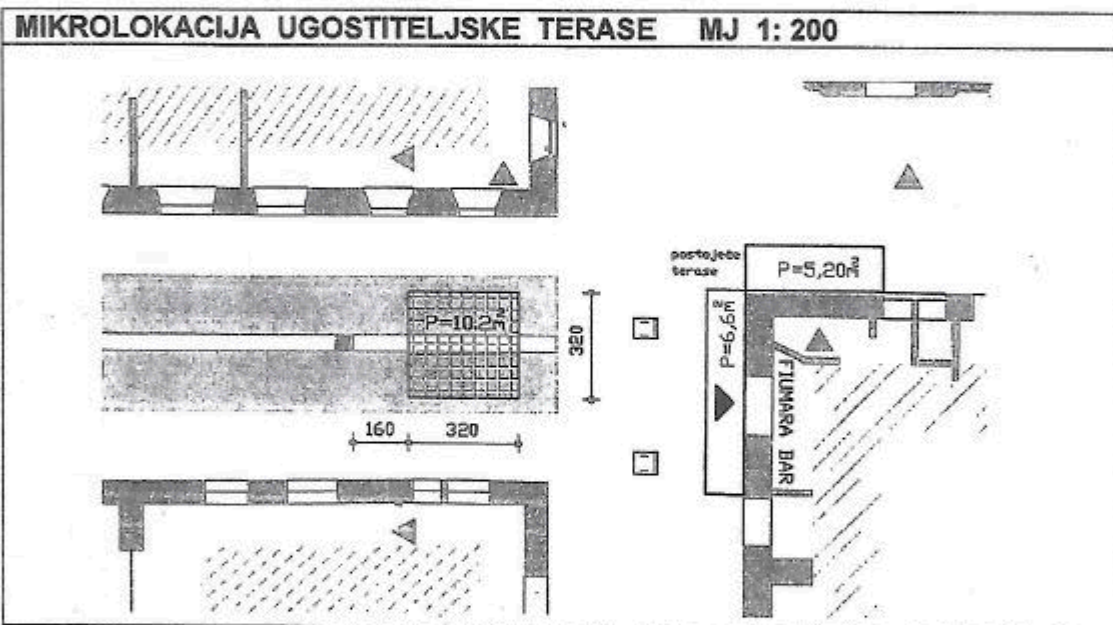 MIKROLOKACIJA UGOSTITELJSKE TERASE MJ 1: 200
postojeće
terase
P=5,20m²
P=10.2m²
320
P=6,6m²
FIUMARA BAR
160
320